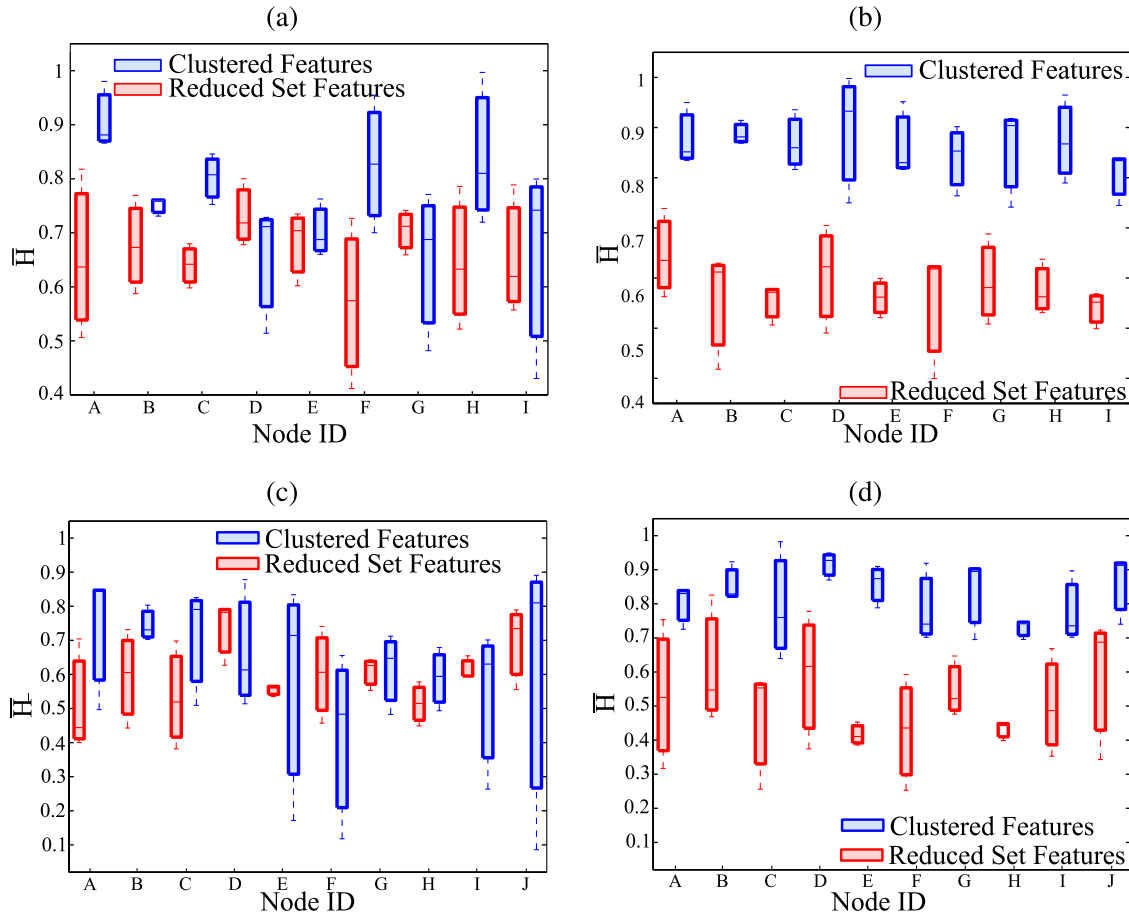 (a)
Clustered Features
Reduced Set Features
1
0.9
0.8
0.7
0.6
0.5
0.4
H
A B C D E F G H I
Node ID
(b)
Clustered Features
Reduced Set Features
1
0.9
0.8
0.7
0.6
0.5
0.4
H
A B C D E F G H I
Node ID
(c)
Clustered Features
Reduced Set Features
1
0.9
0.8
0.7
0.6
0.5
0.4
0.3
0.2
0.1
H
A B C D E F G H I J
Node ID
(d)
Clustered Features
Reduced Set Features
1
0.9
0.8
0.7
0.6
0.5
0.4
0.3
0.2
0.1
H
A B C D E F G H I J
Node ID